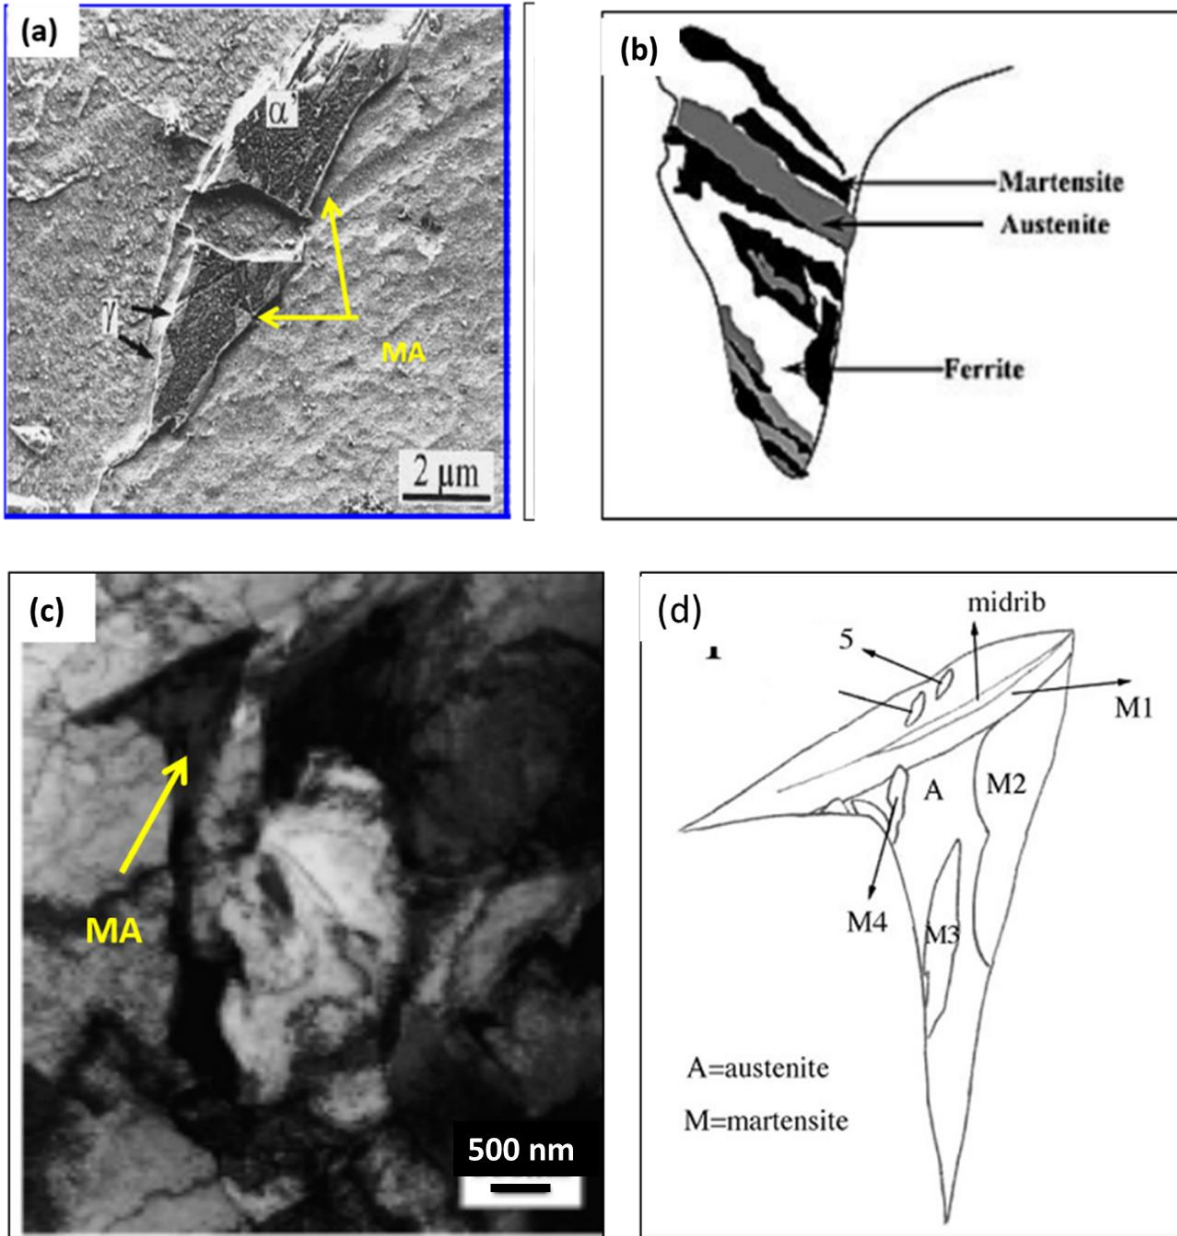 (a)
α'
γ
MA
2 μm
(b)
Martensite
Austenite
Ferrite
(c)
MA
500 nm
(d)
midrib
5
M1
A
M2
M4
M3
A=austenite
M=martensite